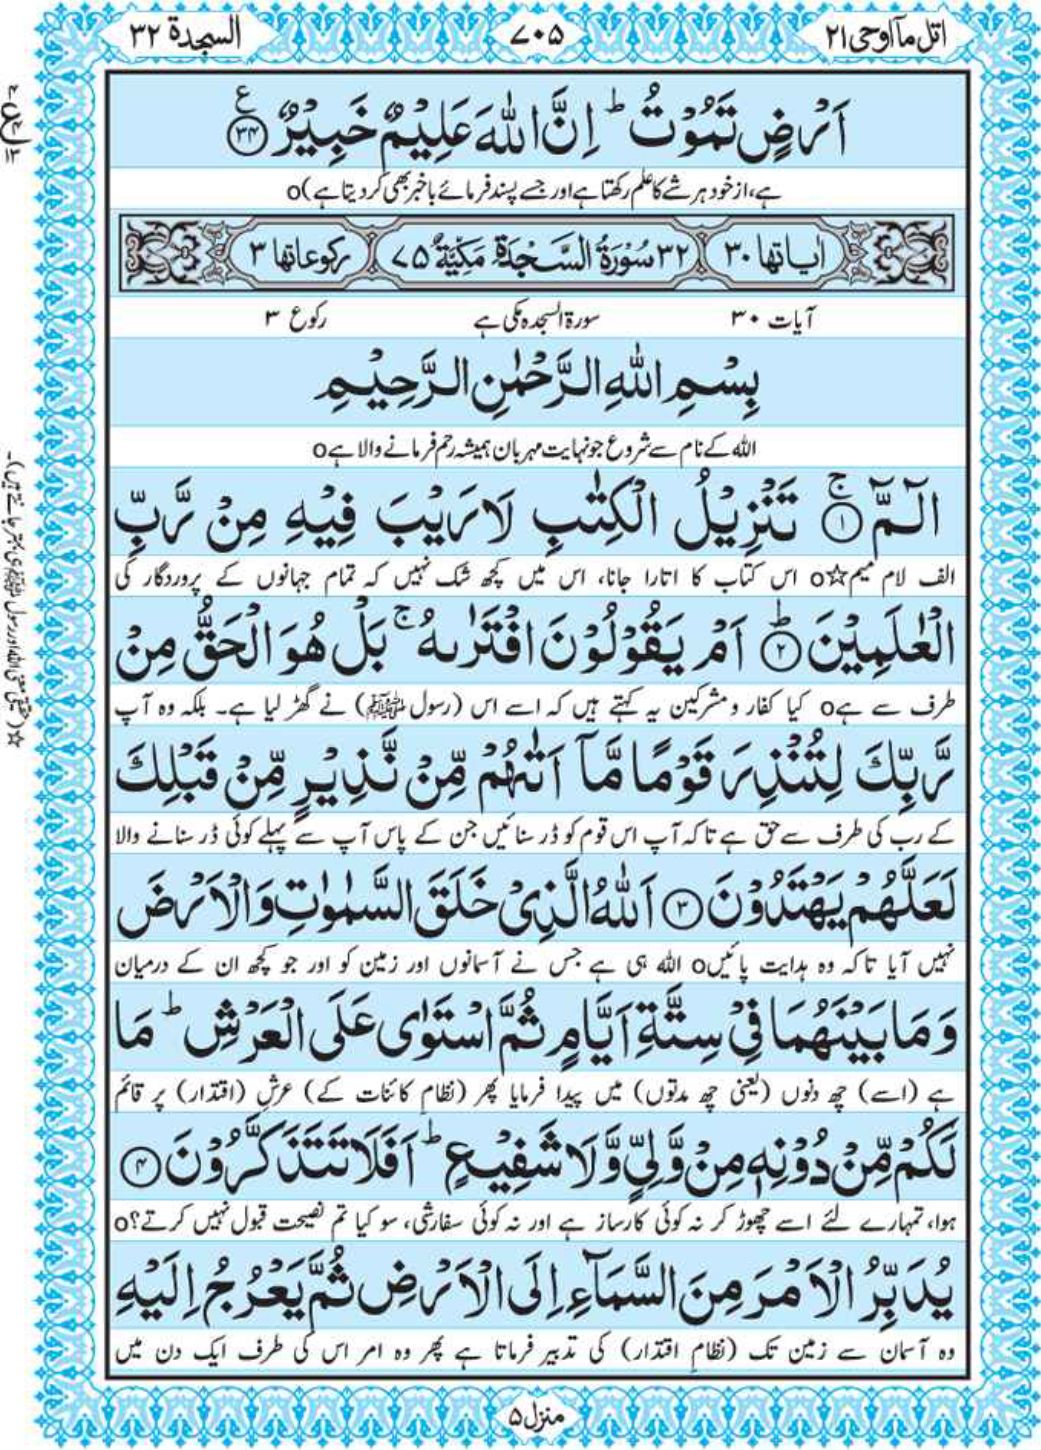 اتل مآ اوحی ۲۱
۷۰۵
السجدة ۳۲
اَرۡضٍ تَمُوۡتُ ؕ اِنَّ اللّٰهَ عَلِيۡمٌ خَبِيۡرٌ ﴿۳۴﴾ ع
ہے، از خود ہر شے کا علم رکھتا ہے اور جسے پسند فرمائے باخبر بھی کر دیتا ہے)o
اٰیاتها ۳۰ ۳۲ سُوۡرَةُ السَّجۡدَةِ مَكِّيَّةٌ ۷۵ رکوعاتها ۳
آیات ۳۰ سورۃ السجدہ مکی ہے رکوع ۳
بِسۡمِ اللّٰهِ الرَّحۡمٰنِ الرَّحِيۡمِ
اللہ کے نام سے شروع جو نہایت مہربان ہمیشہ رحم فرمانے والا ہےo
الٓمّٓ ﴿۱﴾ۚ تَنۡزِيۡلُ الۡكِتٰبِ لَا رَيۡبَ فِيۡهِ مِنۡ رَّبِّ
الف لام میم☆o اس کتاب کا اتارا جانا، اس میں کچھ شک نہیں کہ تمام جہانوں کے پروردگار کی
الۡعٰلَمِيۡنَ ﴿۲﴾ؕ اَمۡ يَقُوۡلُوۡنَ افۡتَرٰىهُ ۚ بَلۡ هُوَ الۡحَقُّ مِنۡ
طرف سے ہےo کیا کفار و مشرکین یہ کہتے ہیں کہ اسے اس (رسول ﷺ) نے گھڑ لیا ہے۔ بلکہ وہ آپ
رَّبِّكَ لِتُنۡذِرَ قَوۡمًا مَّاۤ اَتٰٮهُمۡ مِّنۡ نَّذِيۡرٍ مِّنۡ قَبۡلِكَ
کے رب کی طرف سے حق ہے تاکہ آپ اس قوم کو ڈر سنائیں جن کے پاس آپ سے پہلے کوئی ڈر سنانے والا
لَعَلَّهُمۡ يَهۡتَدُوۡنَ ﴿۳﴾ اَللّٰهُ الَّذِىۡ خَلَقَ السَّمٰوٰتِ وَالۡاَرۡضَ
نہیں آیا تاکہ وہ ہدایت پائیںo اللہ ہی ہے جس نے آسمانوں اور زمین کو اور جو کچھ ان کے درمیان
وَمَا بَيۡنَهُمَا فِىۡ سِتَّةِ اَيَّامٍ ثُمَّ اسۡتَوٰى عَلَى الۡعَرۡشِ ؕ مَا
ہے (اسے) چھ دنوں (یعنی چھ مدتوں) میں پیدا فرمایا پھر (نظامِ کائنات کے) عرشِ (اقتدار) پر قائم
لَكُمۡ مِّنۡ دُوۡنِهٖ مِنۡ وَّلِىٍّ وَّلَا شَفِيۡعٍ ؕ اَفَلَا تَتَذَكَّرُوۡنَ ﴿۴﴾
ہوا، تمہارے لئے اسے چھوڑ کر نہ کوئی کارساز ہے اور نہ کوئی سفارشی، سو کیا تم نصیحت قبول نہیں کرتے؟o
يُدَبِّرُ الۡاَمۡرَ مِنَ السَّمَآءِ اِلَى الۡاَرۡضِ ثُمَّ يَعۡرُجُ اِلَيۡهِ
وہ آسمان سے زمین تک (نظامِ اقتدار) کی تدبیر فرماتا ہے پھر وہ امر اس کی طرف ایک دن میں
منزل ۵
☆ (حقیقی معنی اللہ اور رسول ﷺ ہی بہتر جانتے ہیں)۔